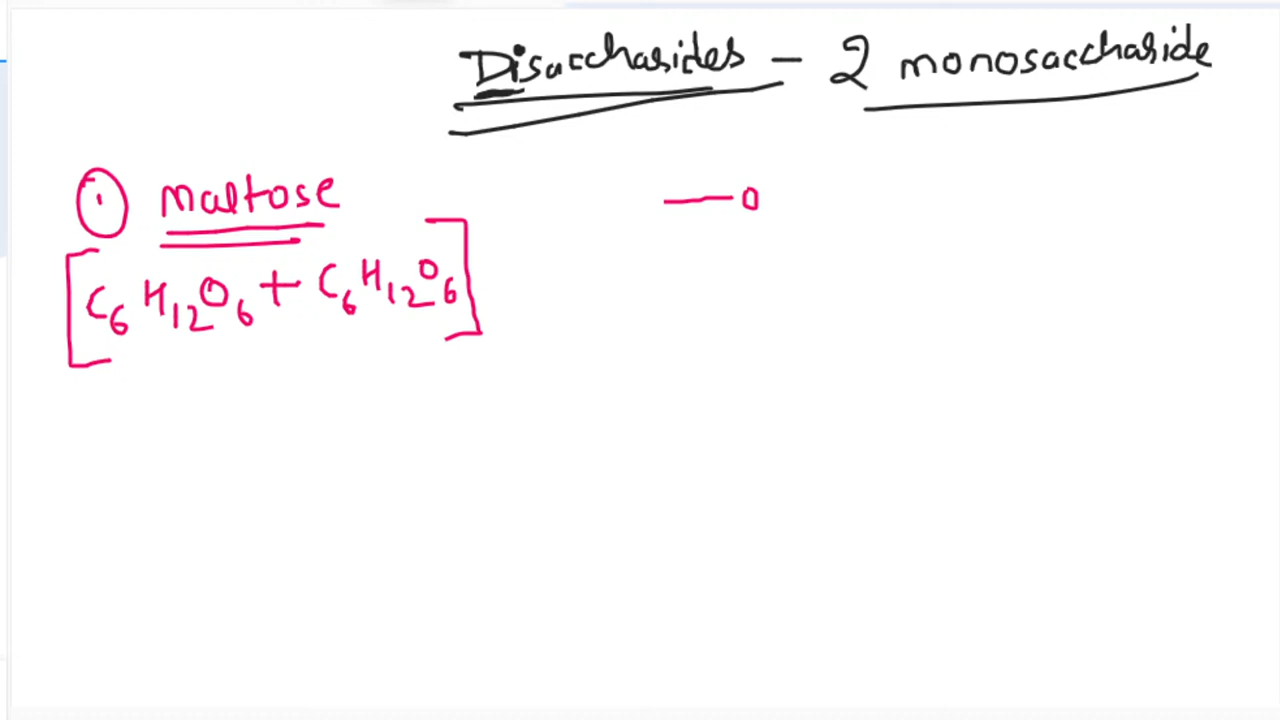 Disaccharides - 2 monosaccharide
① maltose
—O
[C6H12O6 + C6H12O6]